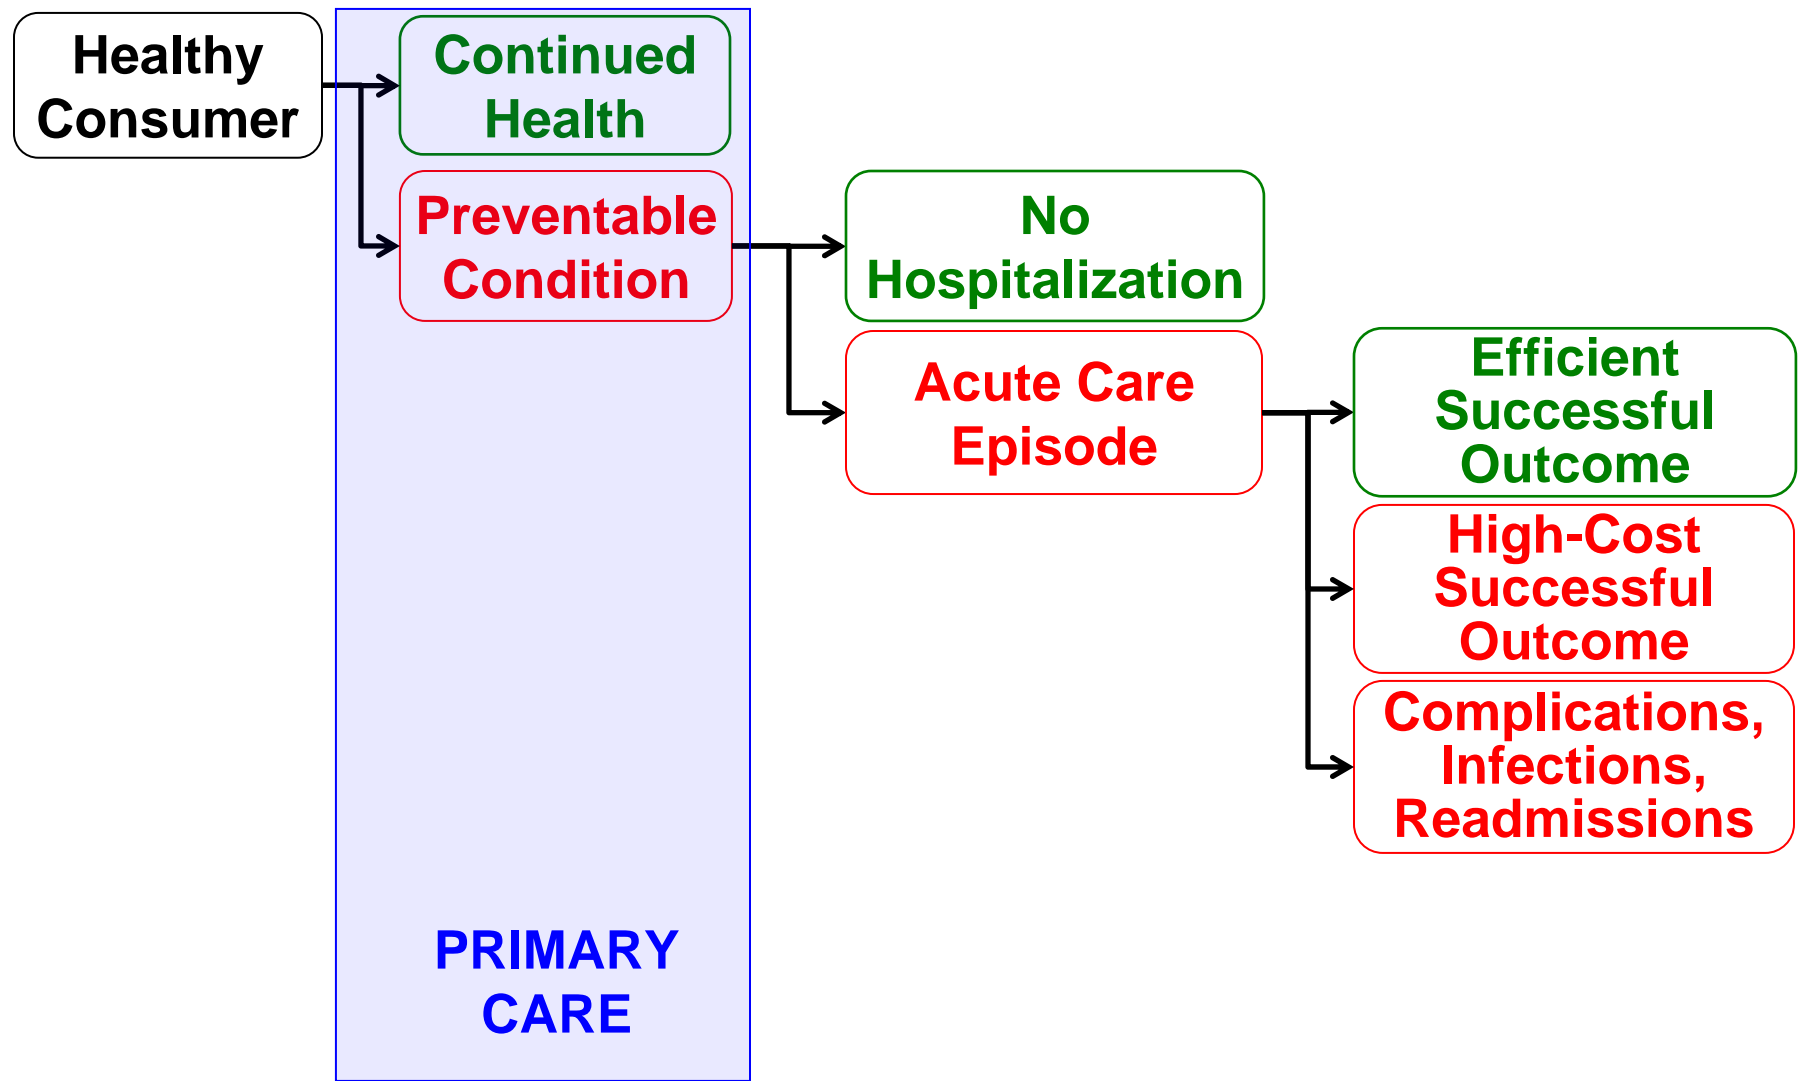 Healthy
Consumer
Continued
Health
Preventable
Condition
No
Hospitalization
Acute Care
Episode
Efficient
Successful
Outcome
High-Cost
Successful
Outcome
Complications,
Infections,
Readmissions
PRIMARY
CARE